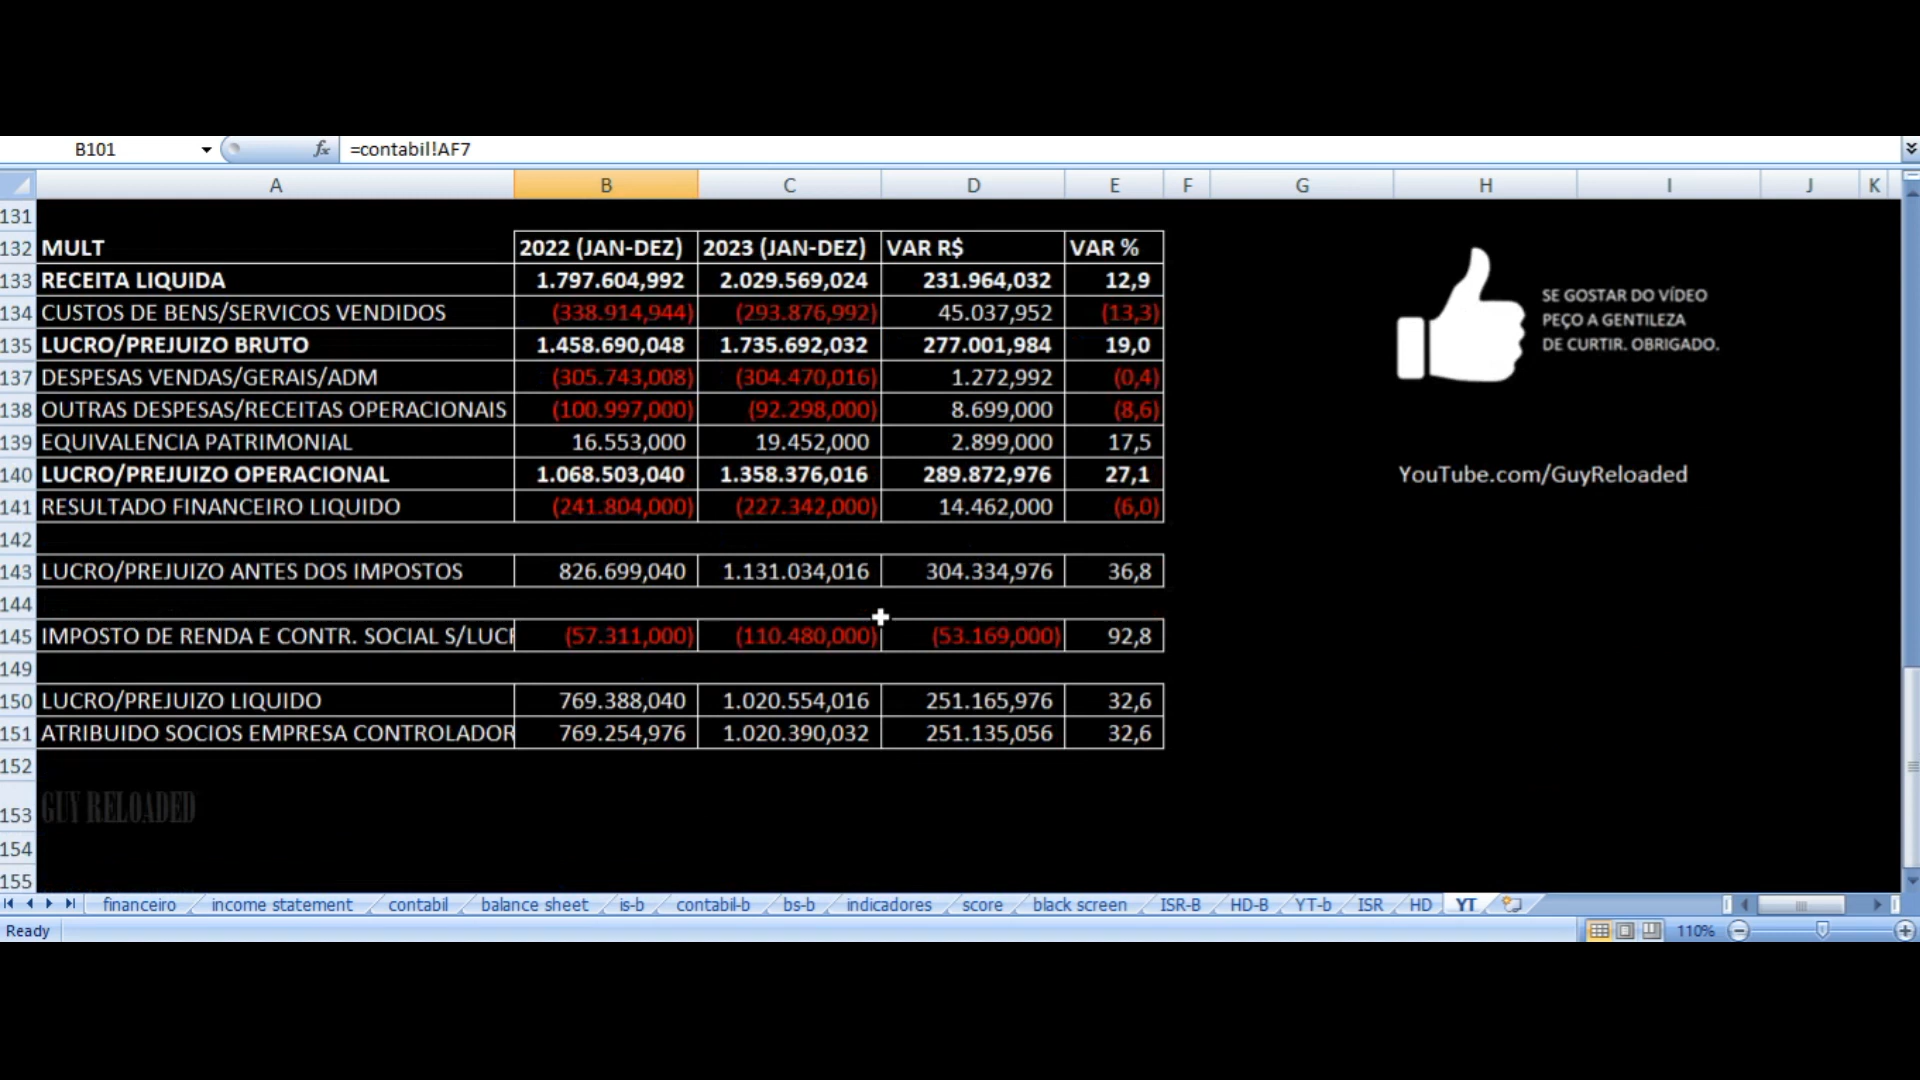 B101 fx =contabil!AF7
A B C D E F G H I J K
131
132 MULT 2022 (JAN-DEZ) 2023 (JAN-DEZ) VAR R$ VAR %
133 RECEITA LIQUIDA 1.797.604,992 2.029.569,024 231.964,032 12,9
134 CUSTOS DE BENS/SERVICOS VENDIDOS (338.914,944) (293.876,992) 45.037,952 (13,3)
135 LUCRO/PREJUIZO BRUTO 1.458.690,048 1.735.692,032 277.001,984 19,0
137 DESPESAS VENDAS/GERAIS/ADM (305.743,008) (304.470,016) 1.272,992 (0,4)
138 OUTRAS DESPESAS/RECEITAS OPERACIONAIS (100.997,000) (92.298,000) 8.699,000 (8,6)
139 EQUIVALENCIA PATRIMONIAL 16.553,000 19.452,000 2.899,000 17,5
140 LUCRO/PREJUIZO OPERACIONAL 1.068.503,040 1.358.376,016 289.872,976 27,1
141 RESULTADO FINANCEIRO LIQUIDO (241.804,000) (227.342,000) 14.462,000 (6,0)
142
143 LUCRO/PREJUIZO ANTES DOS IMPOSTOS 826.699,040 1.131.034,016 304.334,976 36,8
144
145 IMPOSTO DE RENDA E CONTR. SOCIAL S/LUCR (57.311,000) (110.480,000) (53.169,000) 92,8
149
150 LUCRO/PREJUIZO LIQUIDO 769.388,040 1.020.554,016 251.165,976 32,6
151 ATRIBUIDO SOCIOS EMPRESA CONTROLADOR 769.254,976 1.020.390,032 251.135,056 32,6
152
153 GUY RELOADED
154
155
SE GOSTAR DO VÍDEO
PEÇO A GENTILEZA
DE CURTIR. OBRIGADO.
YouTube.com/GuyReloaded
financeiro income statement contabil balance sheet is-b contabil-b bs-b indicadores score black screen ISR-B HD-B YT-b ISR HD YT
Ready 110%